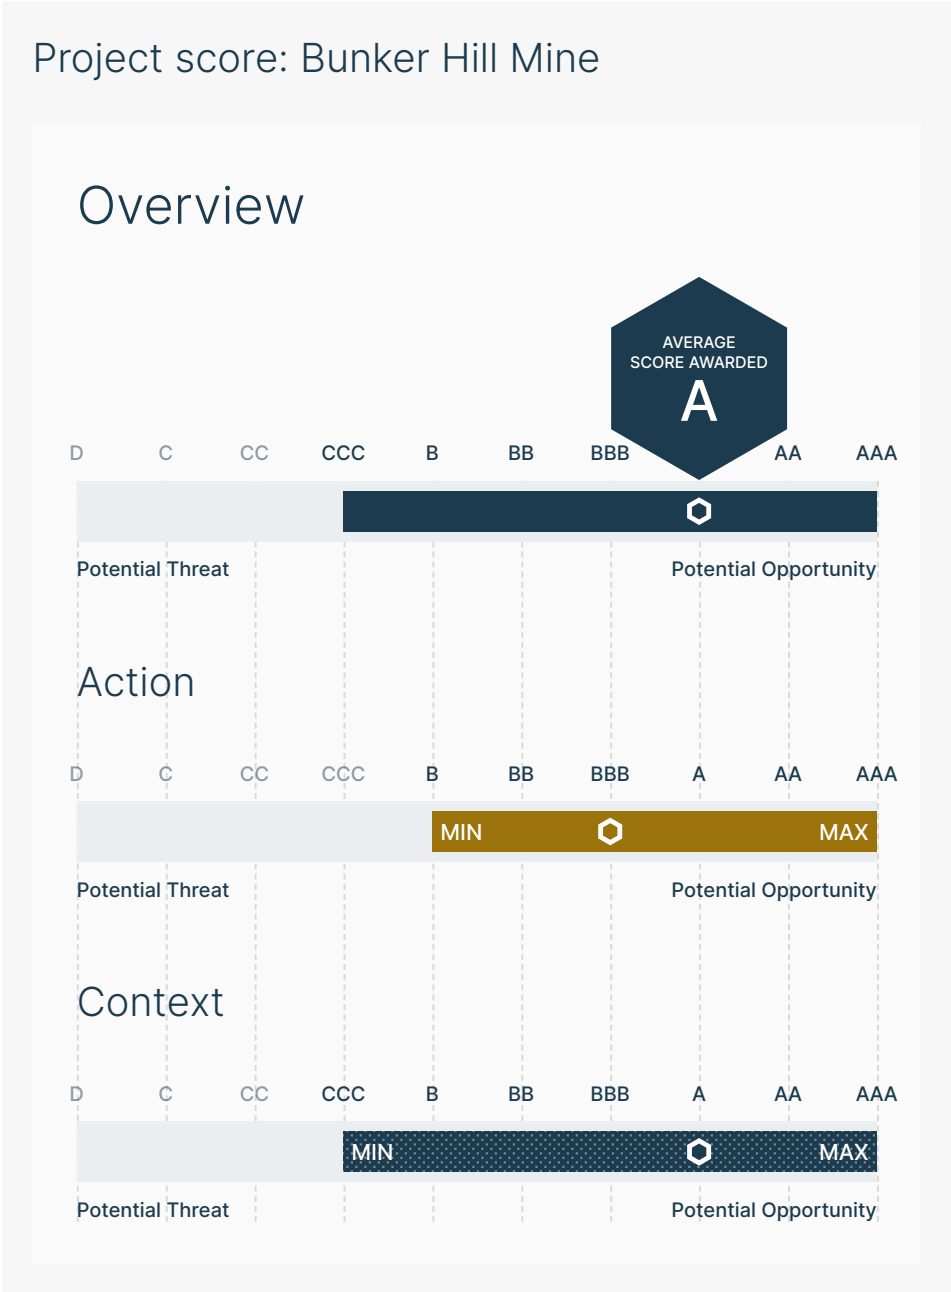 Project score: Bunker Hill Mine
Overview
AVERAGE
SCORE AWARDED
A
D C CC CCC B BB BBB AA AAA
Potential Threat Potential Opportunity
Action
D C CC CCC B BB BBB A AA AAA
MIN MAX
Potential Threat Potential Opportunity
Context
D C CC CCC B BB BBB A AA AAA
MIN MAX
Potential Threat Potential Opportunity